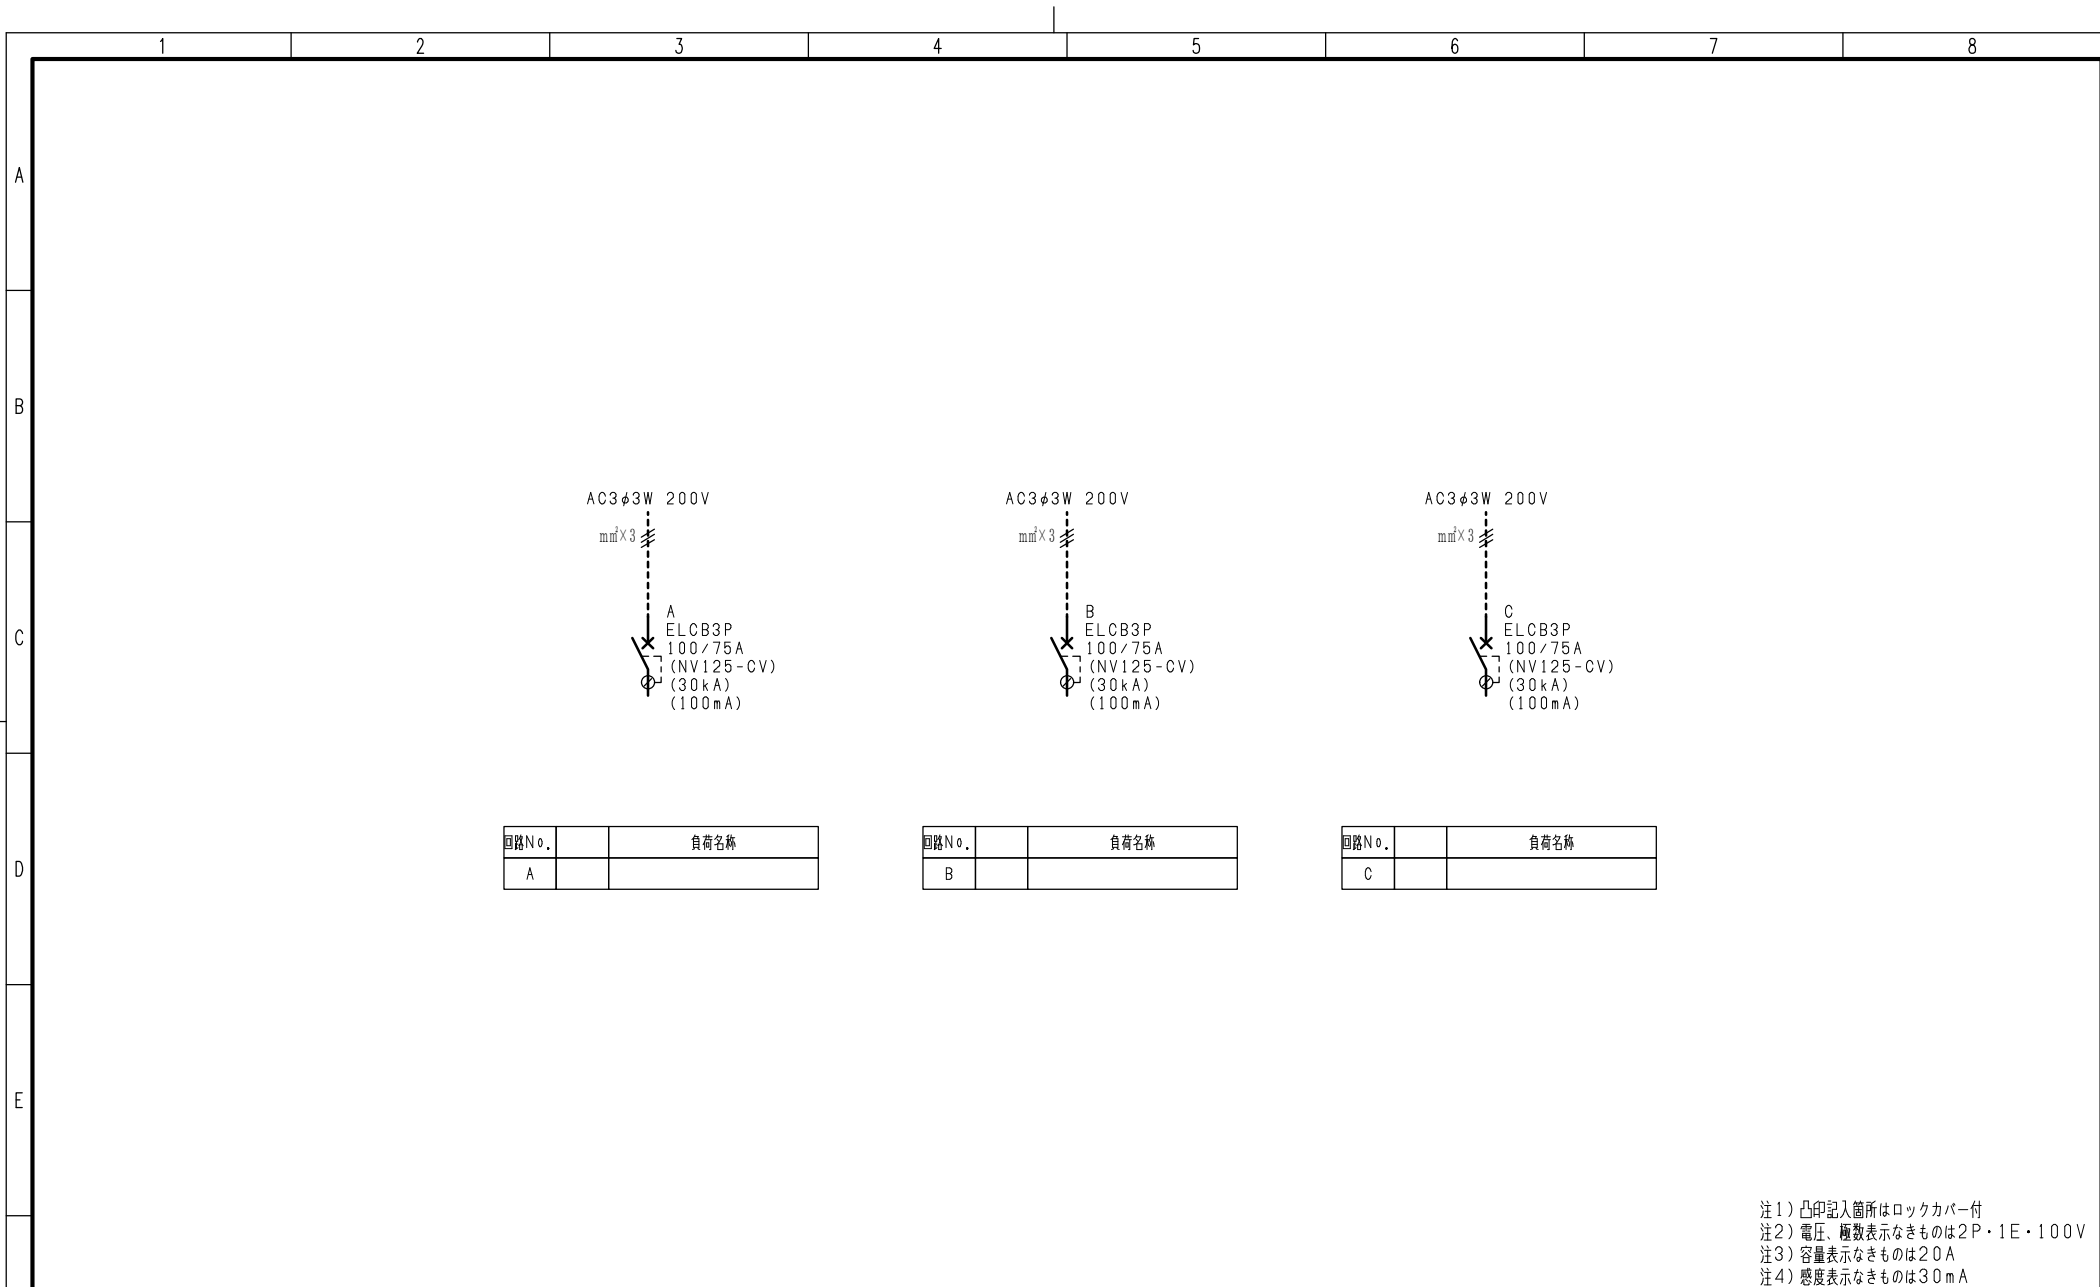 1 2 3 4 5 6 7 8
A
B
C
D
E
AC3φ3W 200V
mm²×3
A
ELCB3P
100/75A
(NV125-CV)
(30kA)
(100mA)
AC3φ3W 200V
mm²×3
B
ELCB3P
100/75A
(NV125-CV)
(30kA)
(100mA)
AC3φ3W 200V
mm²×3
C
ELCB3P
100/75A
(NV125-CV)
(30kA)
(100mA)
回路No. 負荷名称
A
回路No. 負荷名称
B
回路No. 負荷名称
C
注1)凸印記入箇所はロックカバー付
注2)電圧、極数表示なきものは2P・1E・100V
注3)容量表示なきものは20A
注4)感度表示なきものは30mA